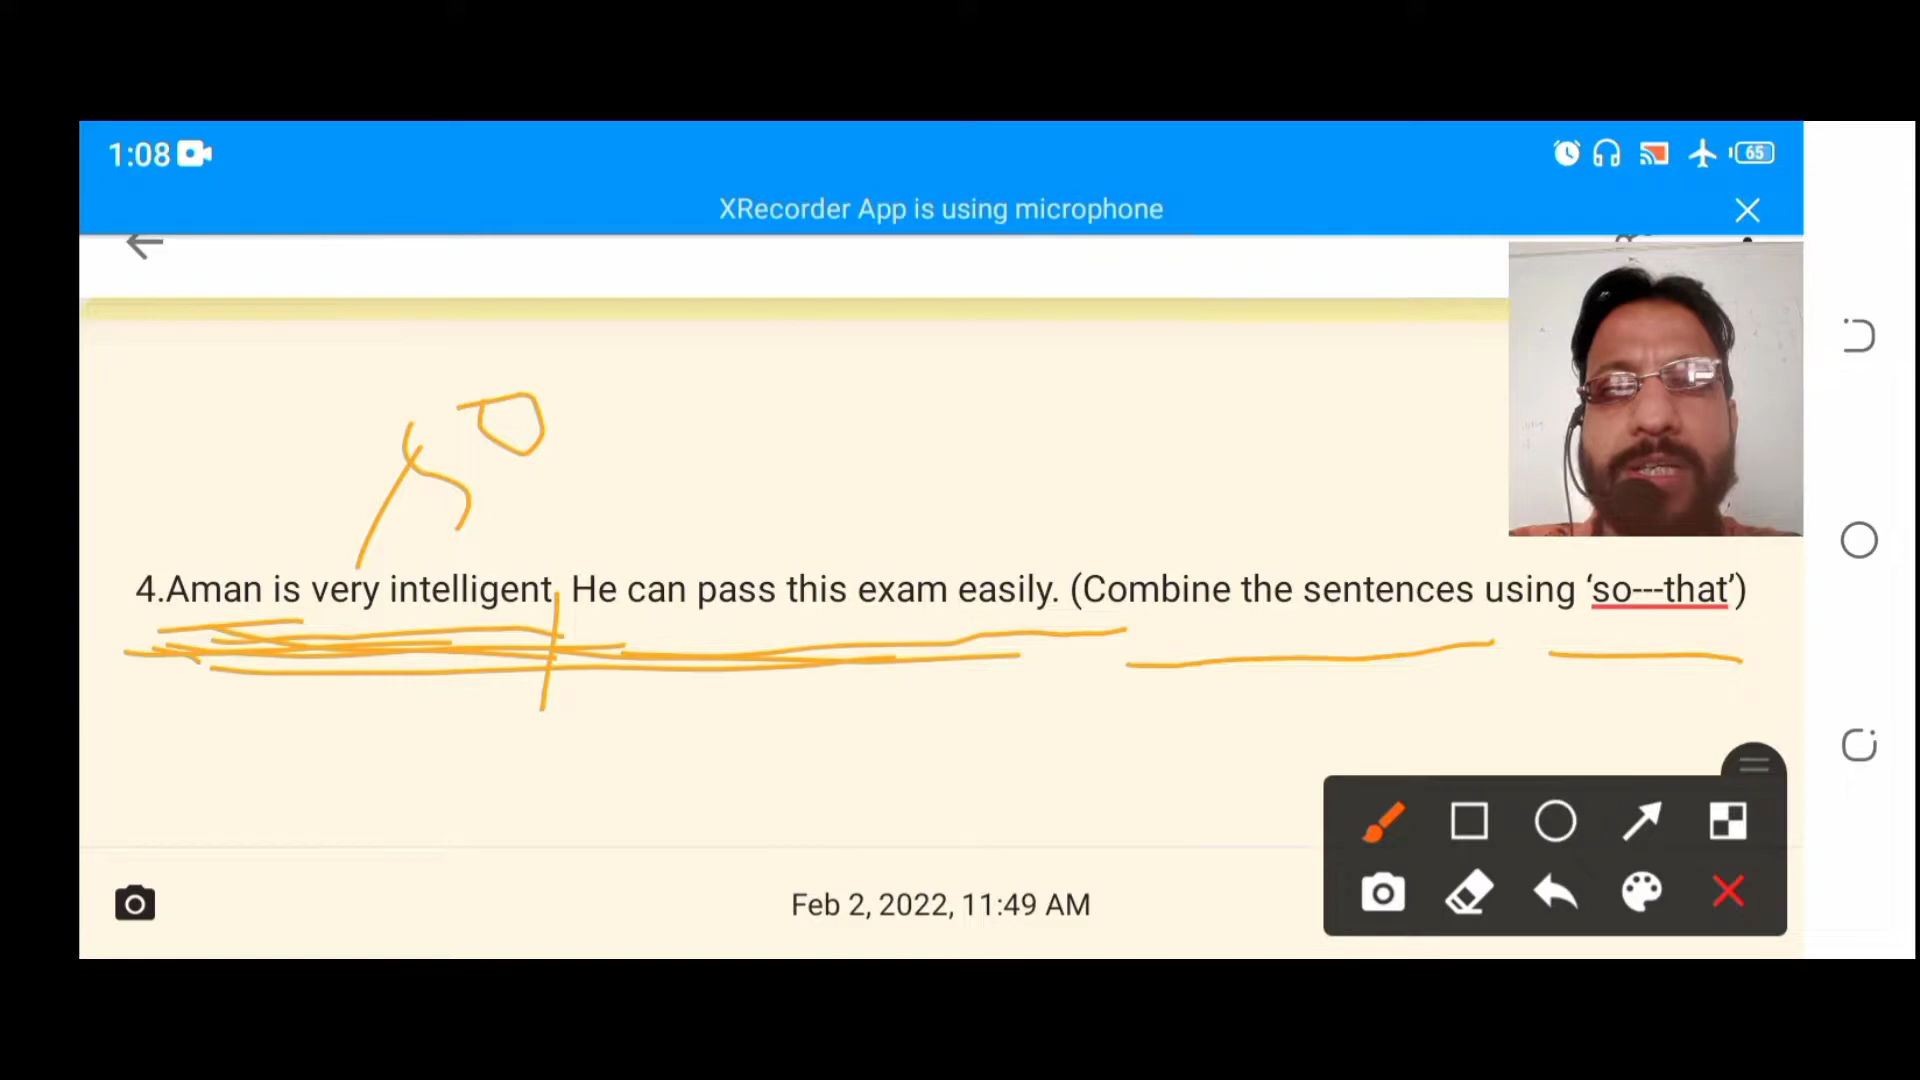 1:08 65
XRecorder App is using microphone
so
4.Aman is very intelligent. He can pass this exam easily. (Combine the sentences using ‘so---that’)
Feb 2, 2022, 11:49 AM